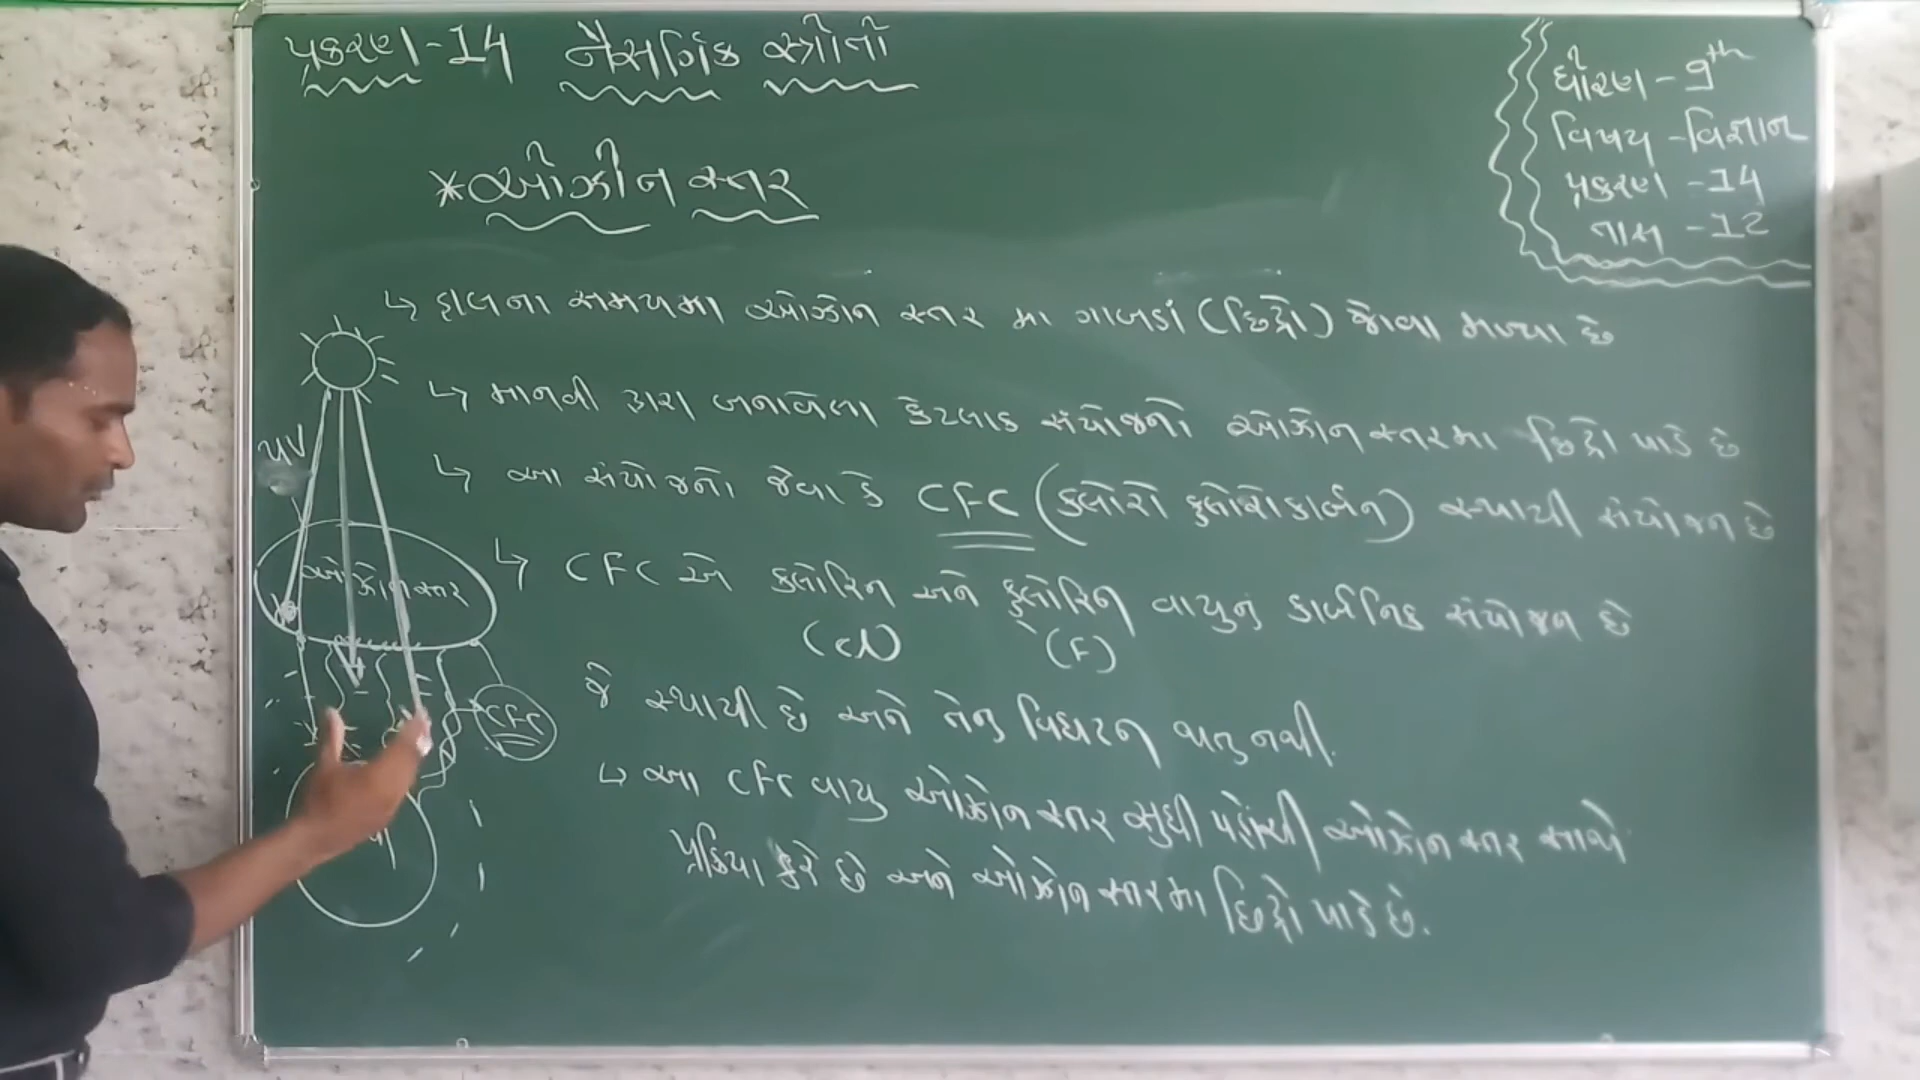 પ્રકરણ-14 નૈસર્ગિક સ્ત્રોતો
ધોરણ - 9th
વિષય - વિજ્ઞાન
પ્રકરણ - 14
તાસ - 12
*ઓઝોન સ્તર
↳ હાલના સમયમા ઓઝોન સ્તર મા ગાબડાં (છિદ્રો) જોવા મળ્યા છે
↳ માનવી દ્વારા બનાવેલા કેટલાક સંયોજનો ઓઝોન સ્તરમા છિદ્રો પાડે છે
↳ આ સંયોજનો જેવા કે CFC (ક્લોરો ફ્લોરોકાર્બન) સ્થાયી સંયોજન છે
↳ CFC એ ક્લોરિન અને ફ્લોરિન વાયુનુ કાર્બનિક સંયોજન છે
(Cl) (F)
જે સ્થાયી છે અને તેનુ વિઘટન થતુ નથી.
↳ આ CFC વાયુ ઓઝોન સ્તર સુધી પહોંચી ઓઝોન સ્તર સાથે
પ્રક્રિયા કરે છે અને ઓઝોન સ્તરમા છિદ્રો પાડે છે.
UV
ઓઝોન સ્તર
CFC